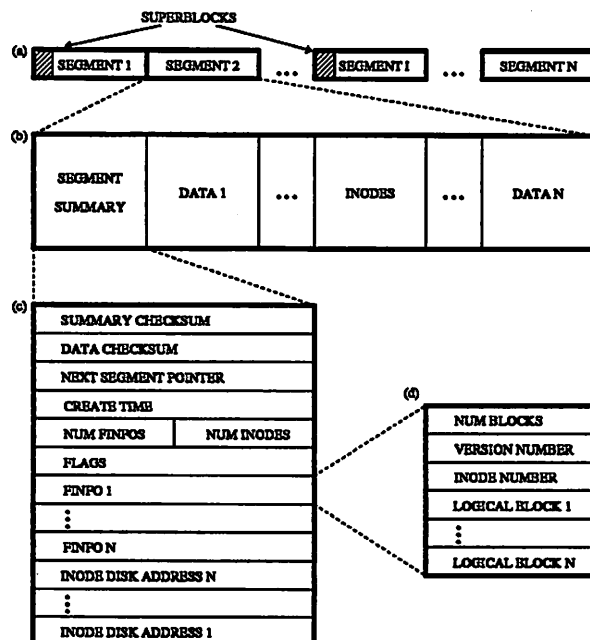 SUPERBLOCKS
(a)
SEGMENT 1 SEGMENT 2 ... SEGMENT I ... SEGMENT N
(b)
SEGMENT
SUMMARY
DATA 1 ... INODES ... DATA N
(c)
SUMMARY CHECKSUM
DATA CHECKSUM
NEXT SEGMENT POINTER
CREATE TIME
NUM FINFOS NUM INODES
FLAGS
FINFO 1
FINFO N
INODE DISK ADDRESS N
INODE DISK ADDRESS 1
(d)
NUM BLOCKS
VERSION NUMBER
INODE NUMBER
LOGICAL BLOCK 1
LOGICAL BLOCK N